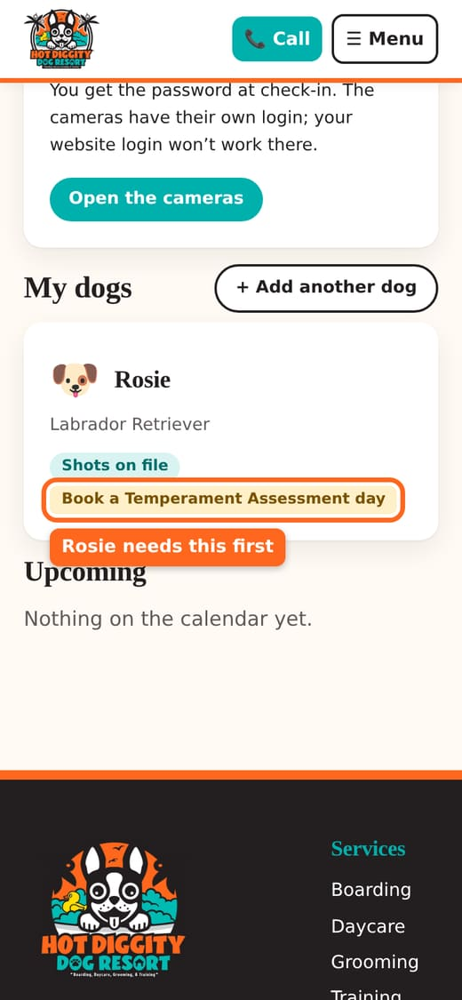 HOT DIGGITY
DOG RESORT
📞 Call
☰ Menu
You get the password at check-in. The
cameras have their own login; your
website login won’t work there.
Open the cameras
My dogs
+ Add another dog
Rosie
Labrador Retriever
Shots on file
Book a Temperament Assessment day
Rosie needs this first
Upcoming
Nothing on the calendar yet.
HOT DIGGITY
DOG RESORT
"Boarding, Daycare, Grooming, & Training"
Services
Boarding
Daycare
Grooming
Training